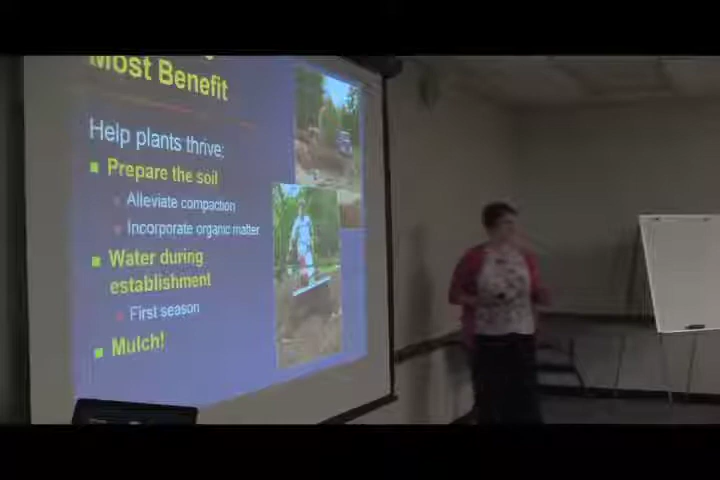 Most Benefit
Help plants thrive:
Prepare the soil
Alleviate compaction
Incorporate organic matter
Water during
establishment
First season
Mulch!